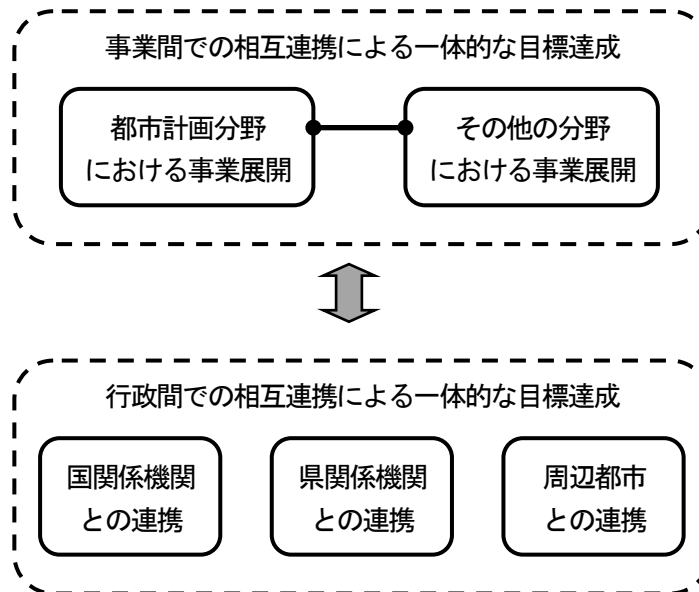 事業間での相互連携による一体的な目標達成
都市計画分野
における事業展開
その他の分野
における事業展開
行政間での相互連携による一体的な目標達成
国関係機関
との連携
県関係機関
との連携
周辺都市
との連携